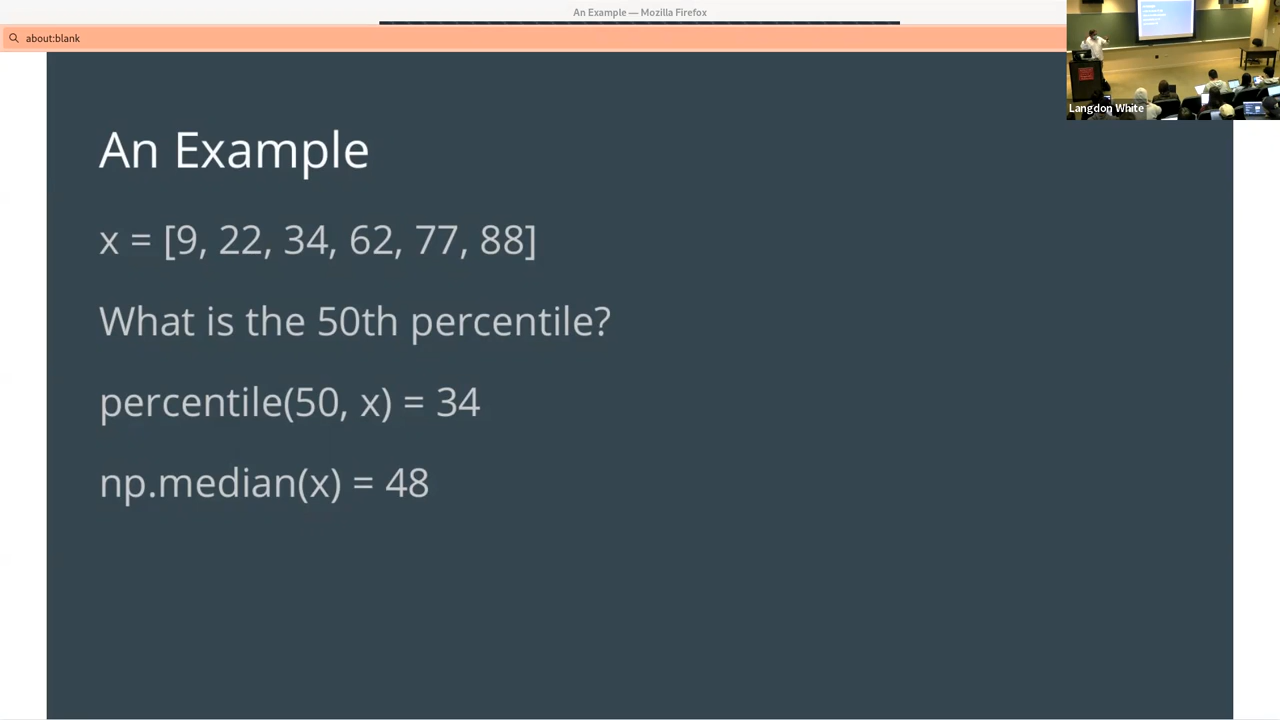 An Example — Mozilla Firefox
about:blank
Langdon White
An Example
x = [9, 22, 34, 62, 77, 88]
What is the 50th percentile?
percentile(50, x) = 34
np.median(x) = 48